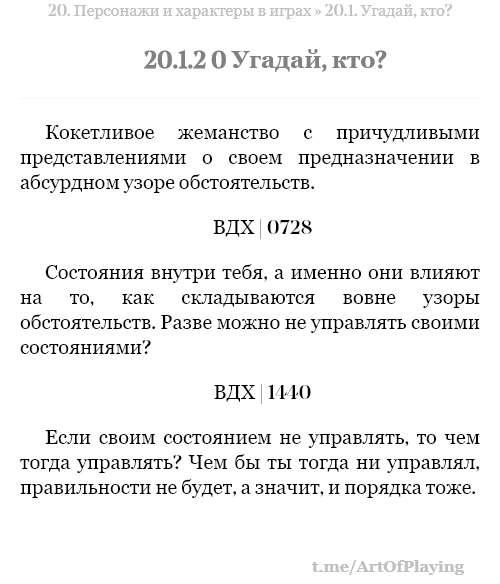 20. Персонажи и характеры в играх » 20.1. Угадай, кто?
20.1.2 0 Угадай, кто?
Кокетливое жеманство с причудливыми
представлениями о своем предназначении в
абсурдном узоре обстоятельств.
ВДХ | 0728
Состояния внутри тебя, а именно они влияют
на то, как складываются вовне узоры
обстоятельств. Разве можно не управлять своими
состояниями?
ВДХ | 1440
Если своим состоянием не управлять, то чем
тогда управлять? Чем бы ты тогда ни управлял,
правильности не будет, а значит, и порядка тоже.
t.me/ArtOfPlaying